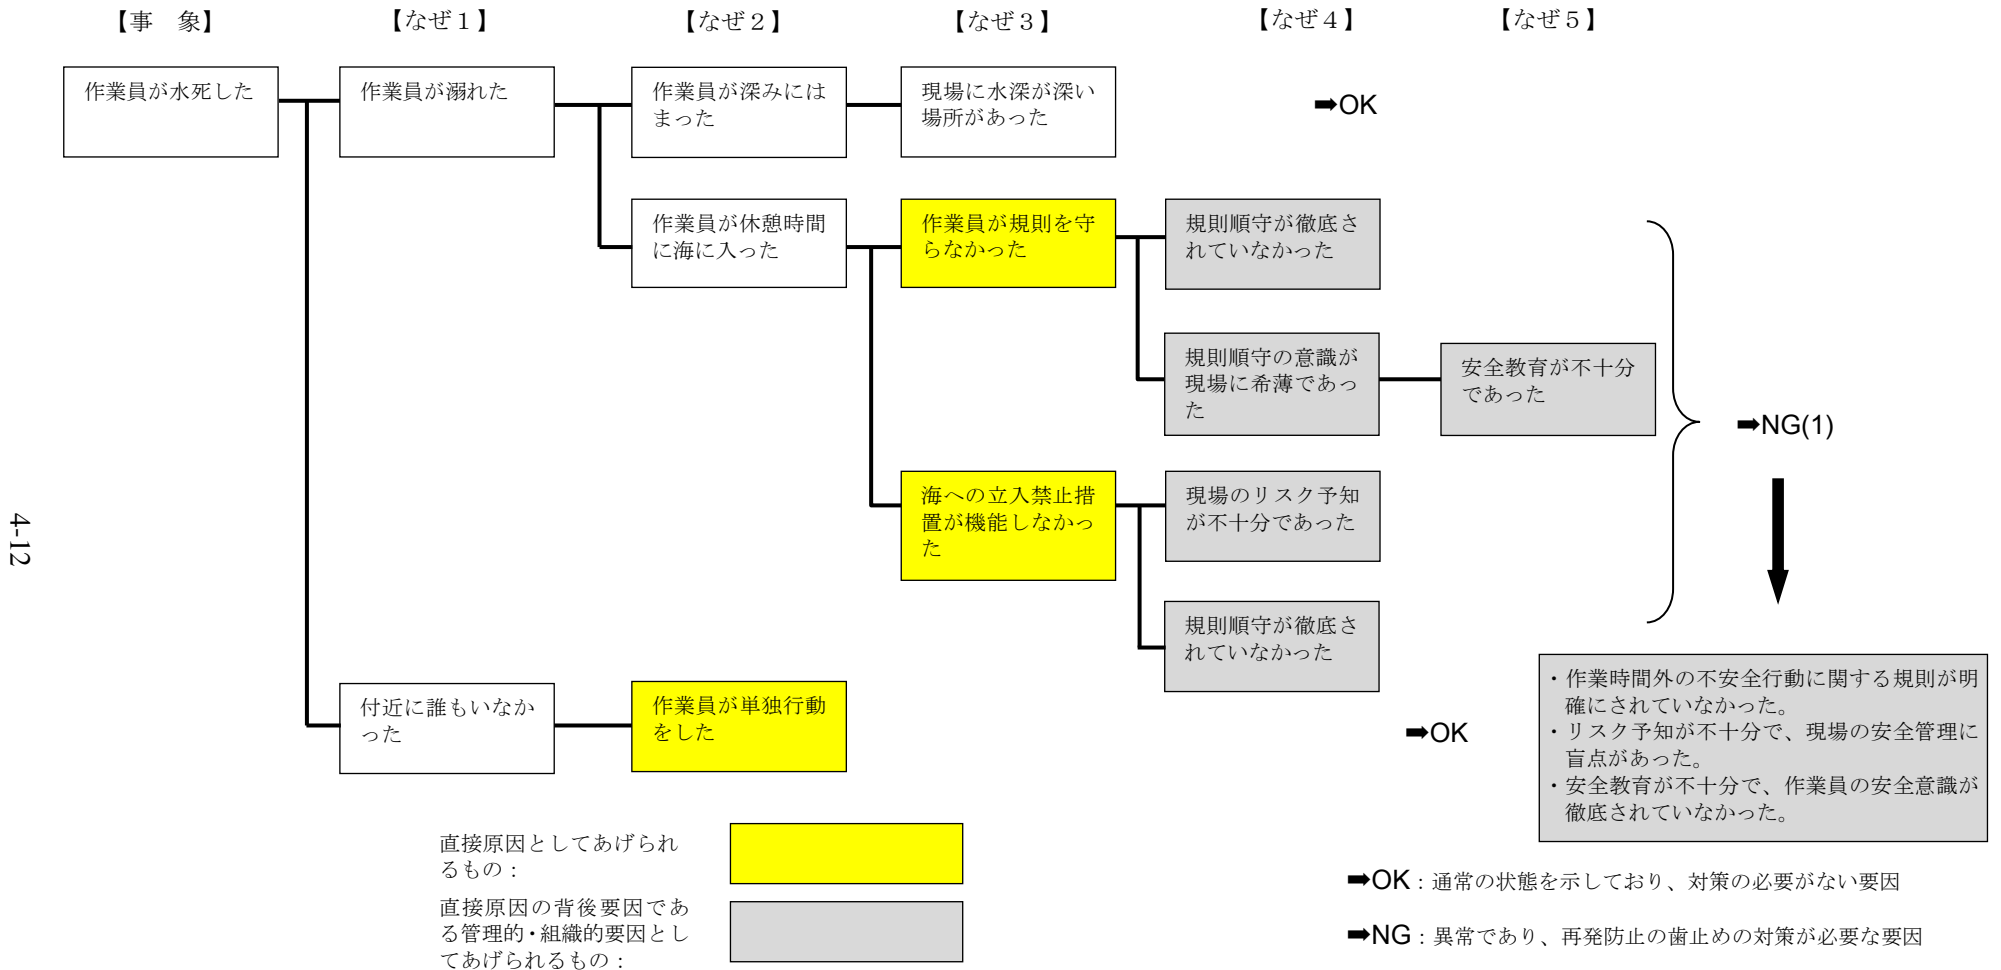 【事　象】
【なぜ１】
【なぜ２】
【なぜ３】
【なぜ４】
【なぜ５】
作業員が水死した
作業員が溺れた
作業員が深みには
まった
現場に水深が深い
場所があった
➡OK
作業員が休憩時間
に海に入った
作業員が規則を守
らなかった
規則順守が徹底さ
れていなかった
規則順守の意識が
現場に希薄であっ
た
安全教育が不十分
であった
➡NG(1)
海への立入禁止措
置が機能しなかっ
た
現場のリスク予知
が不十分であった
規則順守が徹底さ
れていなかった
付近に誰もいなか
った
作業員が単独行動
をした
➡OK
・作業時間外の不安全行動に関する規則が明
確にされていなかった。
・リスク予知が不十分で、現場の安全管理に
盲点があった。
・安全教育が不十分で、作業員の安全意識が
徹底されていなかった。
直接原因としてあげられ
るもの：
直接原因の背後要因であ
る管理的・組織的要因とし
てあげられるもの：
➡OK：通常の状態を示しており、対策の必要がない要因
➡NG：異常であり、再発防止の歯止めの対策が必要な要因
4-12